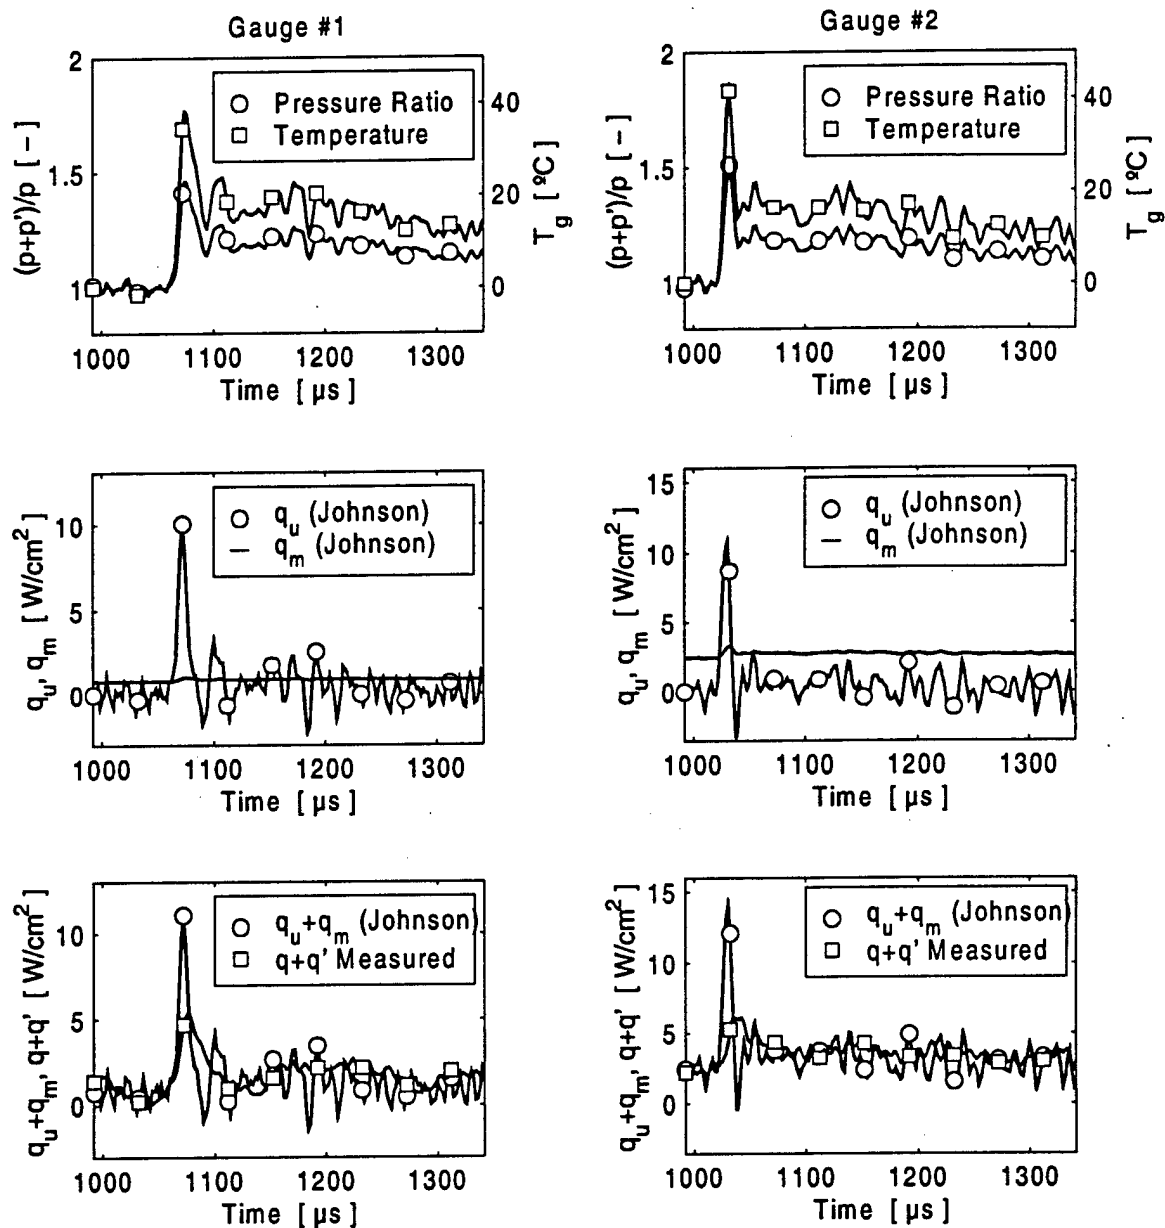 Gauge #1
2
1.5
1
(p+p')/p [ - ]
Pressure Ratio
Temperature
40
20
0
T_g [ ºC ]
1000 1100 1200 1300
Time [ µs ]
Gauge #2
2
1.5
1
(p+p')/p [ - ]
Pressure Ratio
Temperature
40
20
0
T_g [ ºC ]
1000 1100 1200 1300
Time [ µs ]
10
5
0
q_u, q_m [ W/cm² ]
q_u (Johnson)
q_m (Johnson)
1000 1100 1200 1300
Time [ µs ]
15
10
5
0
q_u, q_m [ W/cm² ]
q_u (Johnson)
q_m (Johnson)
1000 1100 1200 1300
Time [ µs ]
10
5
0
q_u+q_m, q+q' [ W/cm² ]
q_u+q_m (Johnson)
q+q' Measured
1000 1100 1200 1300
Time [ µs ]
15
10
5
0
q_u+q_m, q+q' [ W/cm² ]
q_u+q_m (Johnson)
q+q' Measured
1000 1100 1200 1300
Time [ µs ]